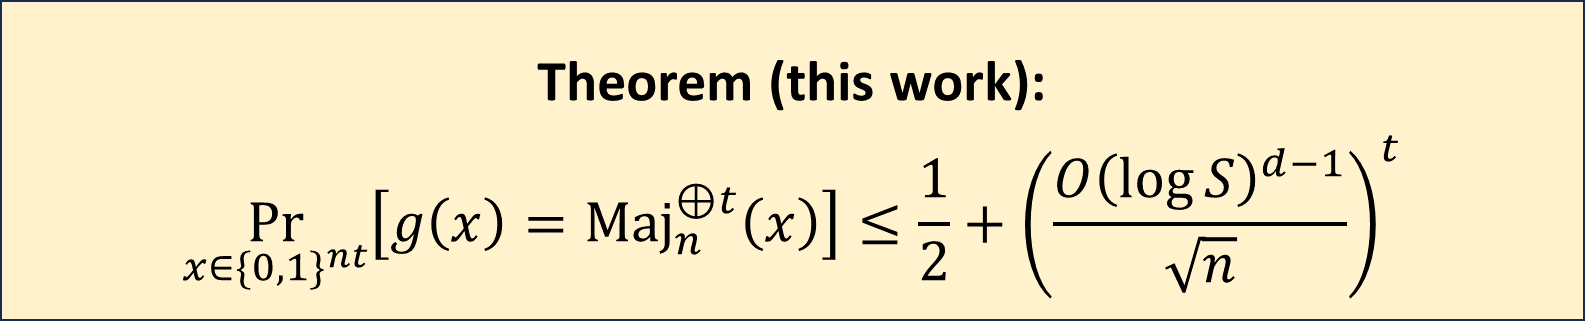 Theorem (this work):
Pr_{x∈{0,1}^{nt}} [g(x) = Maj_n^{⊕t}(x)] ≤ 1/2 + (O(log S)^{d−1} / √n)^t